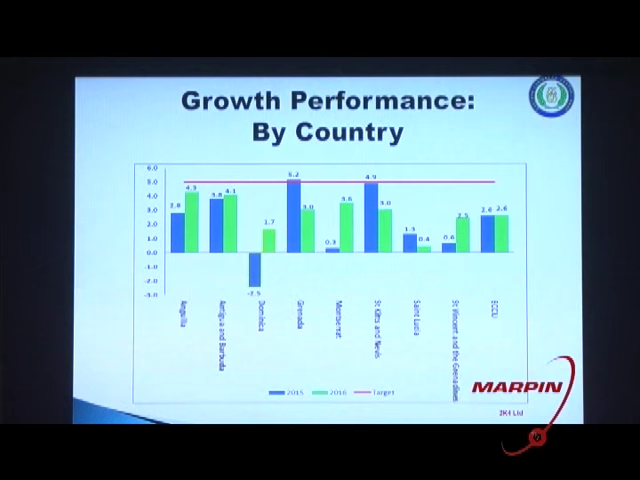 Growth Performance:
By Country
6.0
5.0
4.0
3.0
2.0
1.0
0.0
-1.0
-2.0
-3.0
2.8
4.3
3.8
4.1
-2.5
1.7
5.2
3.0
0.3
3.6
4.9
3.0
1.3
0.4
0.6
2.5
2.6
2.6
Anguilla
Antigua and Barbuda
Dominica
Grenada
Montserrat
St Kitts and Nevis
Saint Lucia
St Vincent and the Grenadines
ECCU
2015
2016
Target
MARPIN
2K4 Ltd